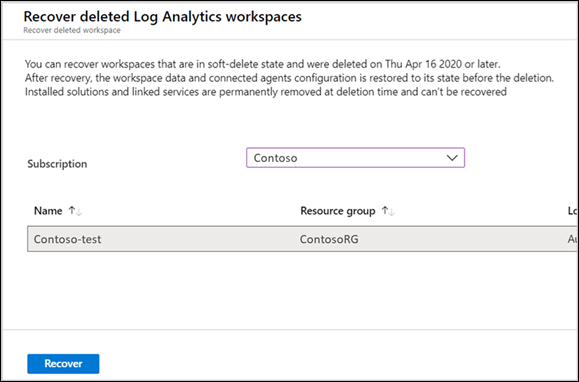 Recover deleted Log Analytics workspaces
Recover deleted workspace
You can recover workspaces that are in soft-delete state and were deleted on Thu Apr 16 2020 or later.
After recovery, the workspace data and connected agents configuration is restored to its state before the deletion.
Installed solutions and linked services are permanently removed at deletion time and can't be recovered
Subscription Contoso
Name ↑↓ Resource group ↑↓ Lo
Contoso-test ContosoRG Au
Recover